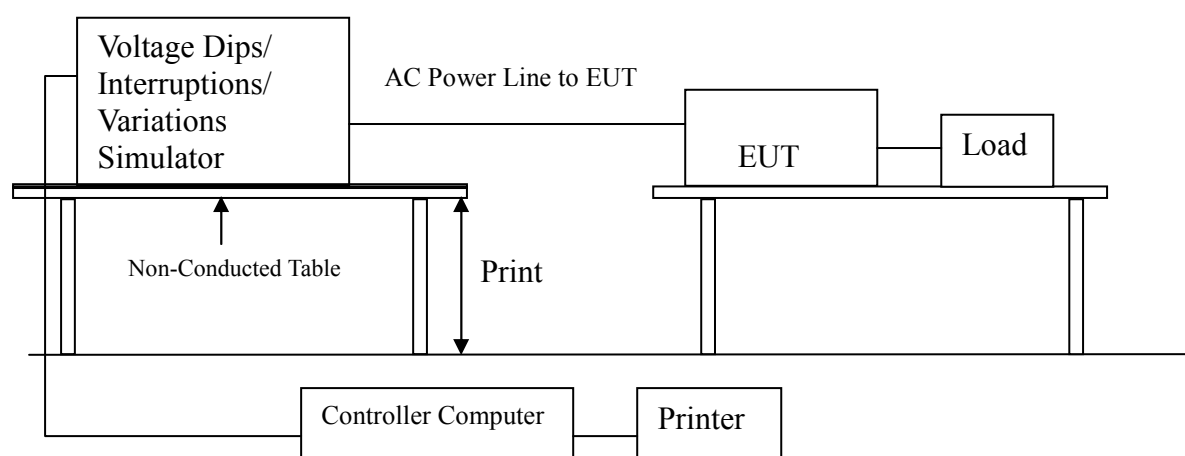 Voltage Dips/
Interruptions/
Variations
Simulator
AC Power Line to EUT
EUT
Load
Non-Conducted Table
Print
Controller Computer
Printer